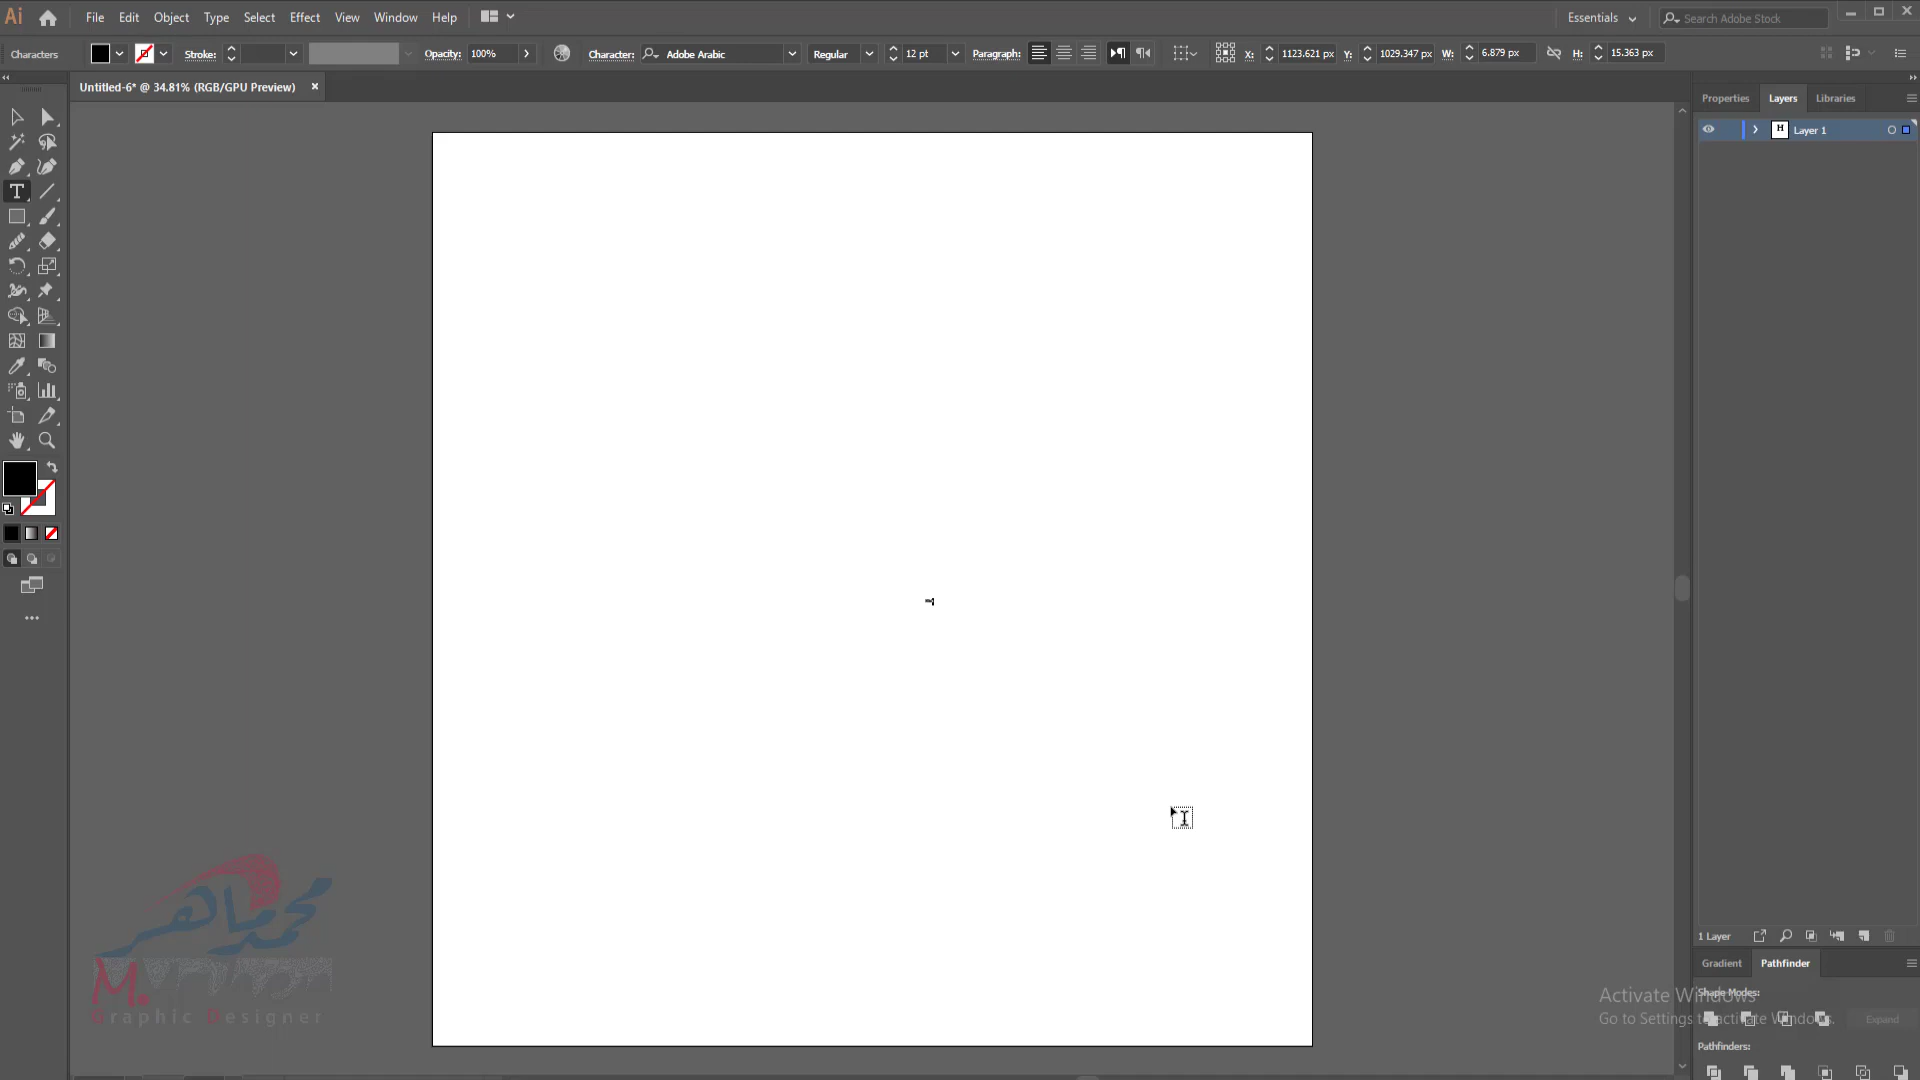 Ai File Edit Object Type Select Effect View Window Help Essentials Search Adobe Stock
Characters Stroke: Opacity: 100% Character: Adobe Arabic Regular 12 pt Paragraph: X: 1123.621 px Y: 1029.347 px W: 6.879 px H: 15.363 px
Untitled-6* @ 34.81% (RGB/GPU Preview) ×
Properties Layers Libraries
H Layer 1
محمد ماهر
M.
Graphic Designer
1 Layer
Gradient Pathfinder
Shape Modes:
Expand
Pathfinders:
Activate Windows
Go to Settings to activate Windows.